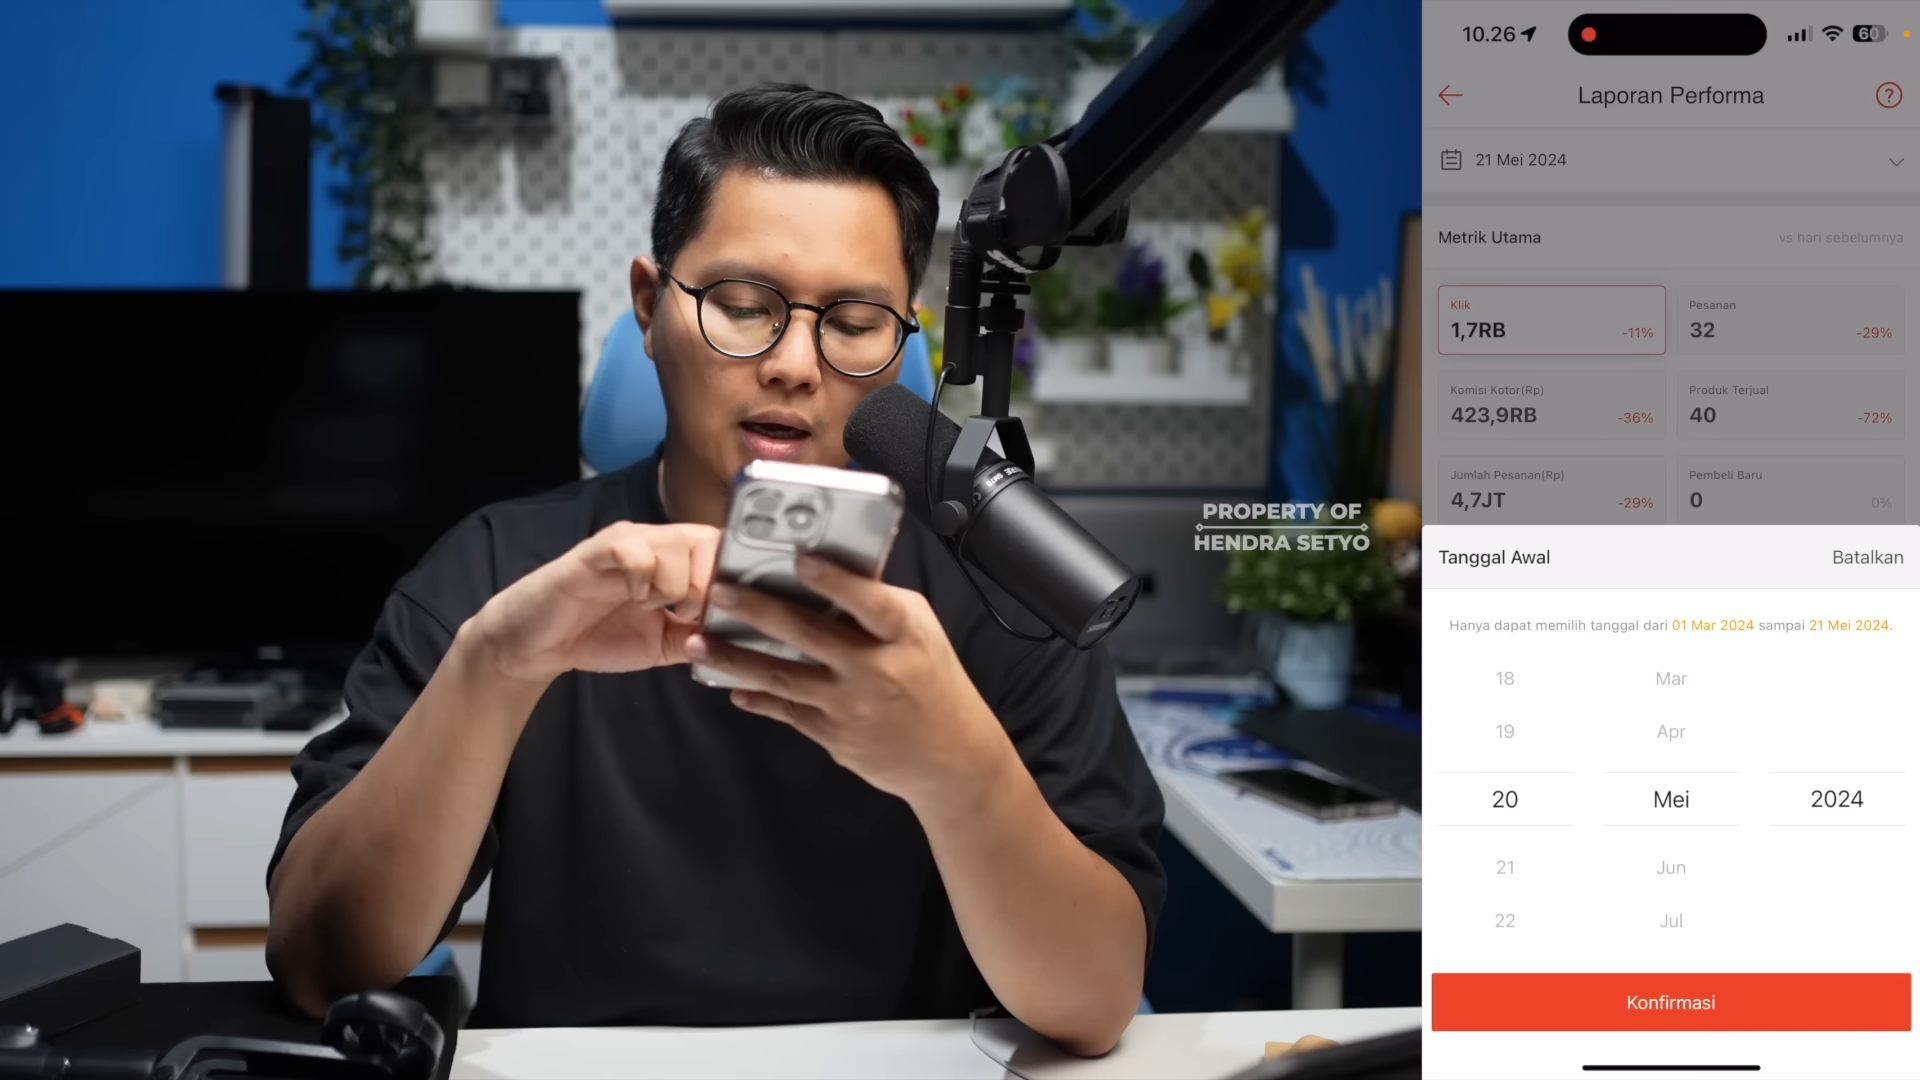 PROPERTY OF
HENDRA SETYO
10.26
60
Laporan Performa
?
21 Mei 2024
Metrik Utama
vs hari sebelumnya
Klik
1,7RB
-11%
Pesanan
32
-29%
Komisi Kotor(Rp)
423,9RB
-36%
Produk Terjual
40
-72%
Jumlah Pesanan(Rp)
4,7JT
-29%
Pembeli Baru
0
0%
Tanggal Awal
Batalkan
Hanya dapat memilih tanggal dari 01 Mar 2024 sampai 21 Mei 2024.
18 Mar
19 Apr
20 Mei 2024
21 Jun
22 Jul
Konfirmasi